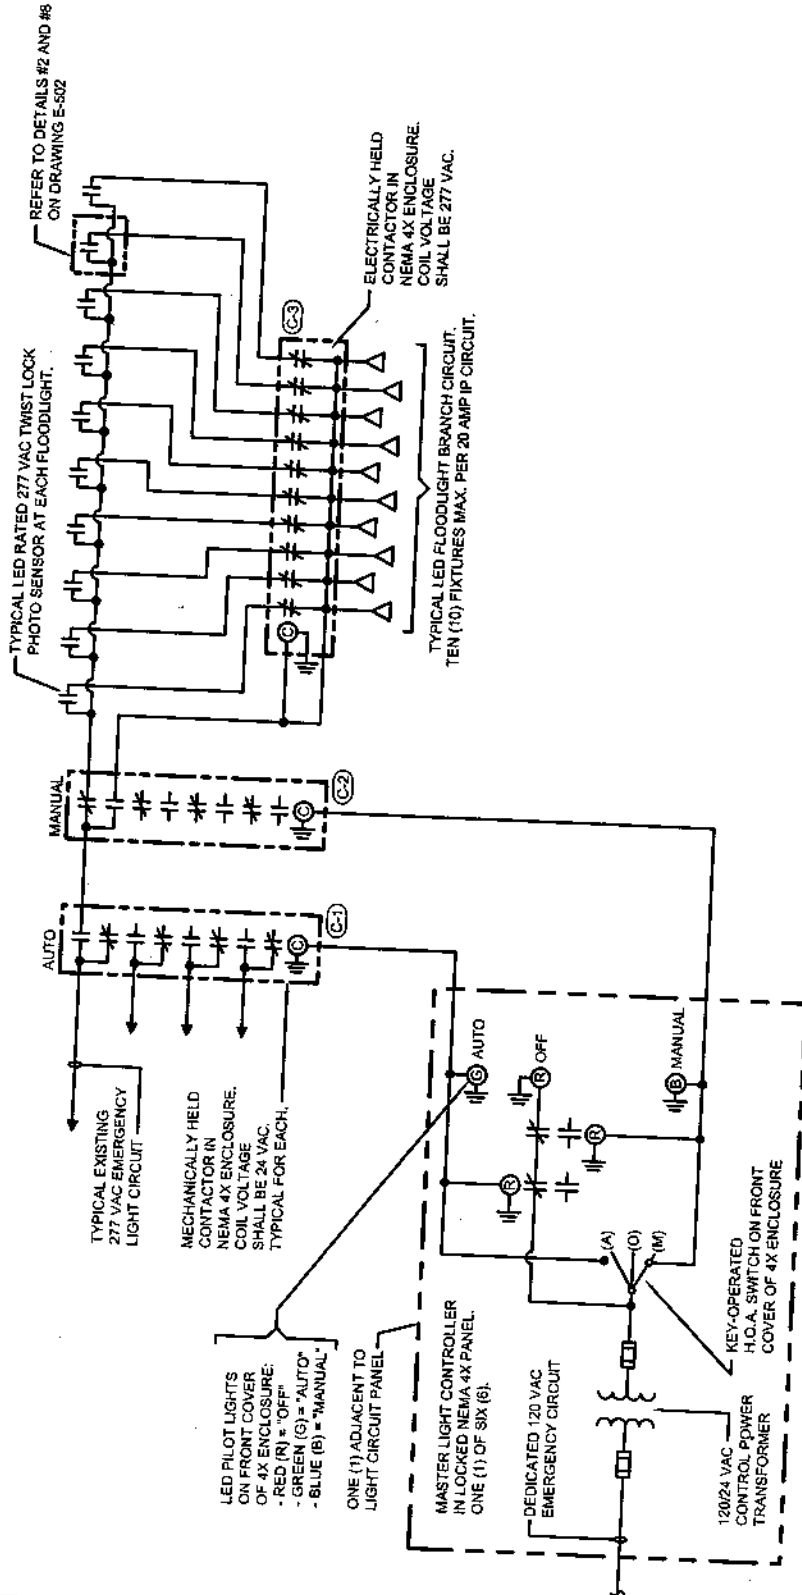 REFER TO DETAILS #2 AND #8
ON DRAWING E-502
TYPICAL LED RATED 277 VAC TWIST LOCK
PHOTO SENSOR AT EACH FLOODLIGHT.
ELECTRICALLY HELD
CONTACTOR IN
NEMA 4X ENCLOSURE.
COIL VOLTAGE
SHALL BE 277 VAC.
C-3
C
TYPICAL LED FLOODLIGHT BRANCH CIRCUIT.
TEN (10) FIXTURES MAX. PER 20 AMP IP CIRCUIT.
MANUAL
C
C-2
AUTO
C
C-1
TYPICAL EXISTING
277 VAC EMERGENCY
LIGHT CIRCUIT
MECHANICALLY HELD
CONTACTOR IN
NEMA 4X ENCLOSURE.
COIL VOLTAGE
SHALL BE 24 VAC.
TYPICAL FOR EACH.
LED PILOT LIGHTS
ON FRONT COVER
OF 4X ENCLOSURE:
- RED (R) = "OFF"
- GREEN (G) = "AUTO"
- BLUE (B) = "MANUAL"
ONE (1) ADJACENT TO
LIGHT CIRCUIT PANEL
MASTER LIGHT CONTROLLER
IN LOCKED NEMA 4X PANEL.
ONE (1) OF SIX (6).
DEDICATED 120 VAC
EMERGENCY CIRCUIT
120/24 VAC
CONTROL POWER
TRANSFORMER
G AUTO
R OFF
B MANUAL
R
R
(A)
(O)
(M)
KEY-OPERATED
H.O.A. SWITCH ON FRONT
COVER OF 4X ENCLOSURE